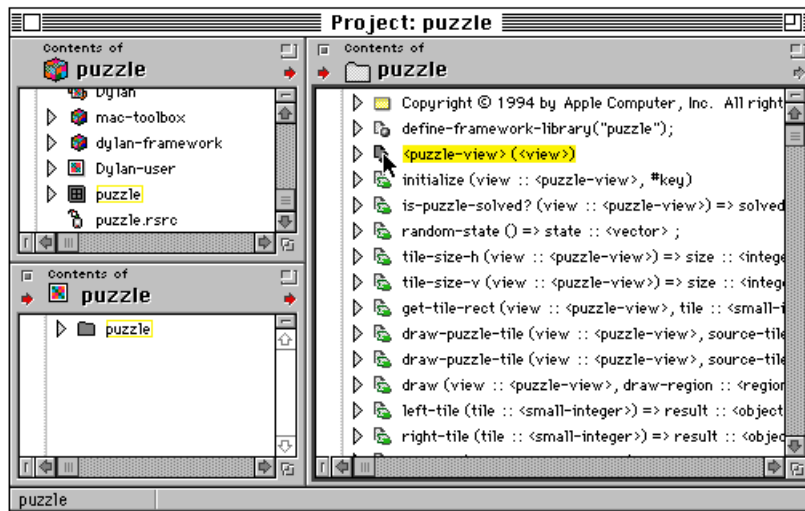 Project: puzzle
Contents of
puzzle
Dylan
mac-toolbox
dylan-framework
Dylan-user
puzzle
puzzle.rsrc
Contents of
puzzle
puzzle
Contents of
puzzle
Copyright © 1994 by Apple Computer, Inc. All right
define-framework-library("puzzle");
<puzzle-view> (<view>)
initialize (view :: <puzzle-view>, #key)
is-puzzle-solved? (view :: <puzzle-view>) => solved
random-state () => state :: <vector> ;
tile-size-h (view :: <puzzle-view>) => size :: <intege
tile-size-v (view :: <puzzle-view>) => size :: <intege
get-tile-rect (view :: <puzzle-view>, tile :: <small-i
draw-puzzle-tile (view :: <puzzle-view>, source-tile
draw-puzzle-tile (view :: <puzzle-view>, source-tile
draw (view :: <puzzle-view>, draw-region :: <region
left-tile (tile :: <small-integer>) => result :: <object
right-tile (tile :: <small-integer>) => result :: <objec
puzzle